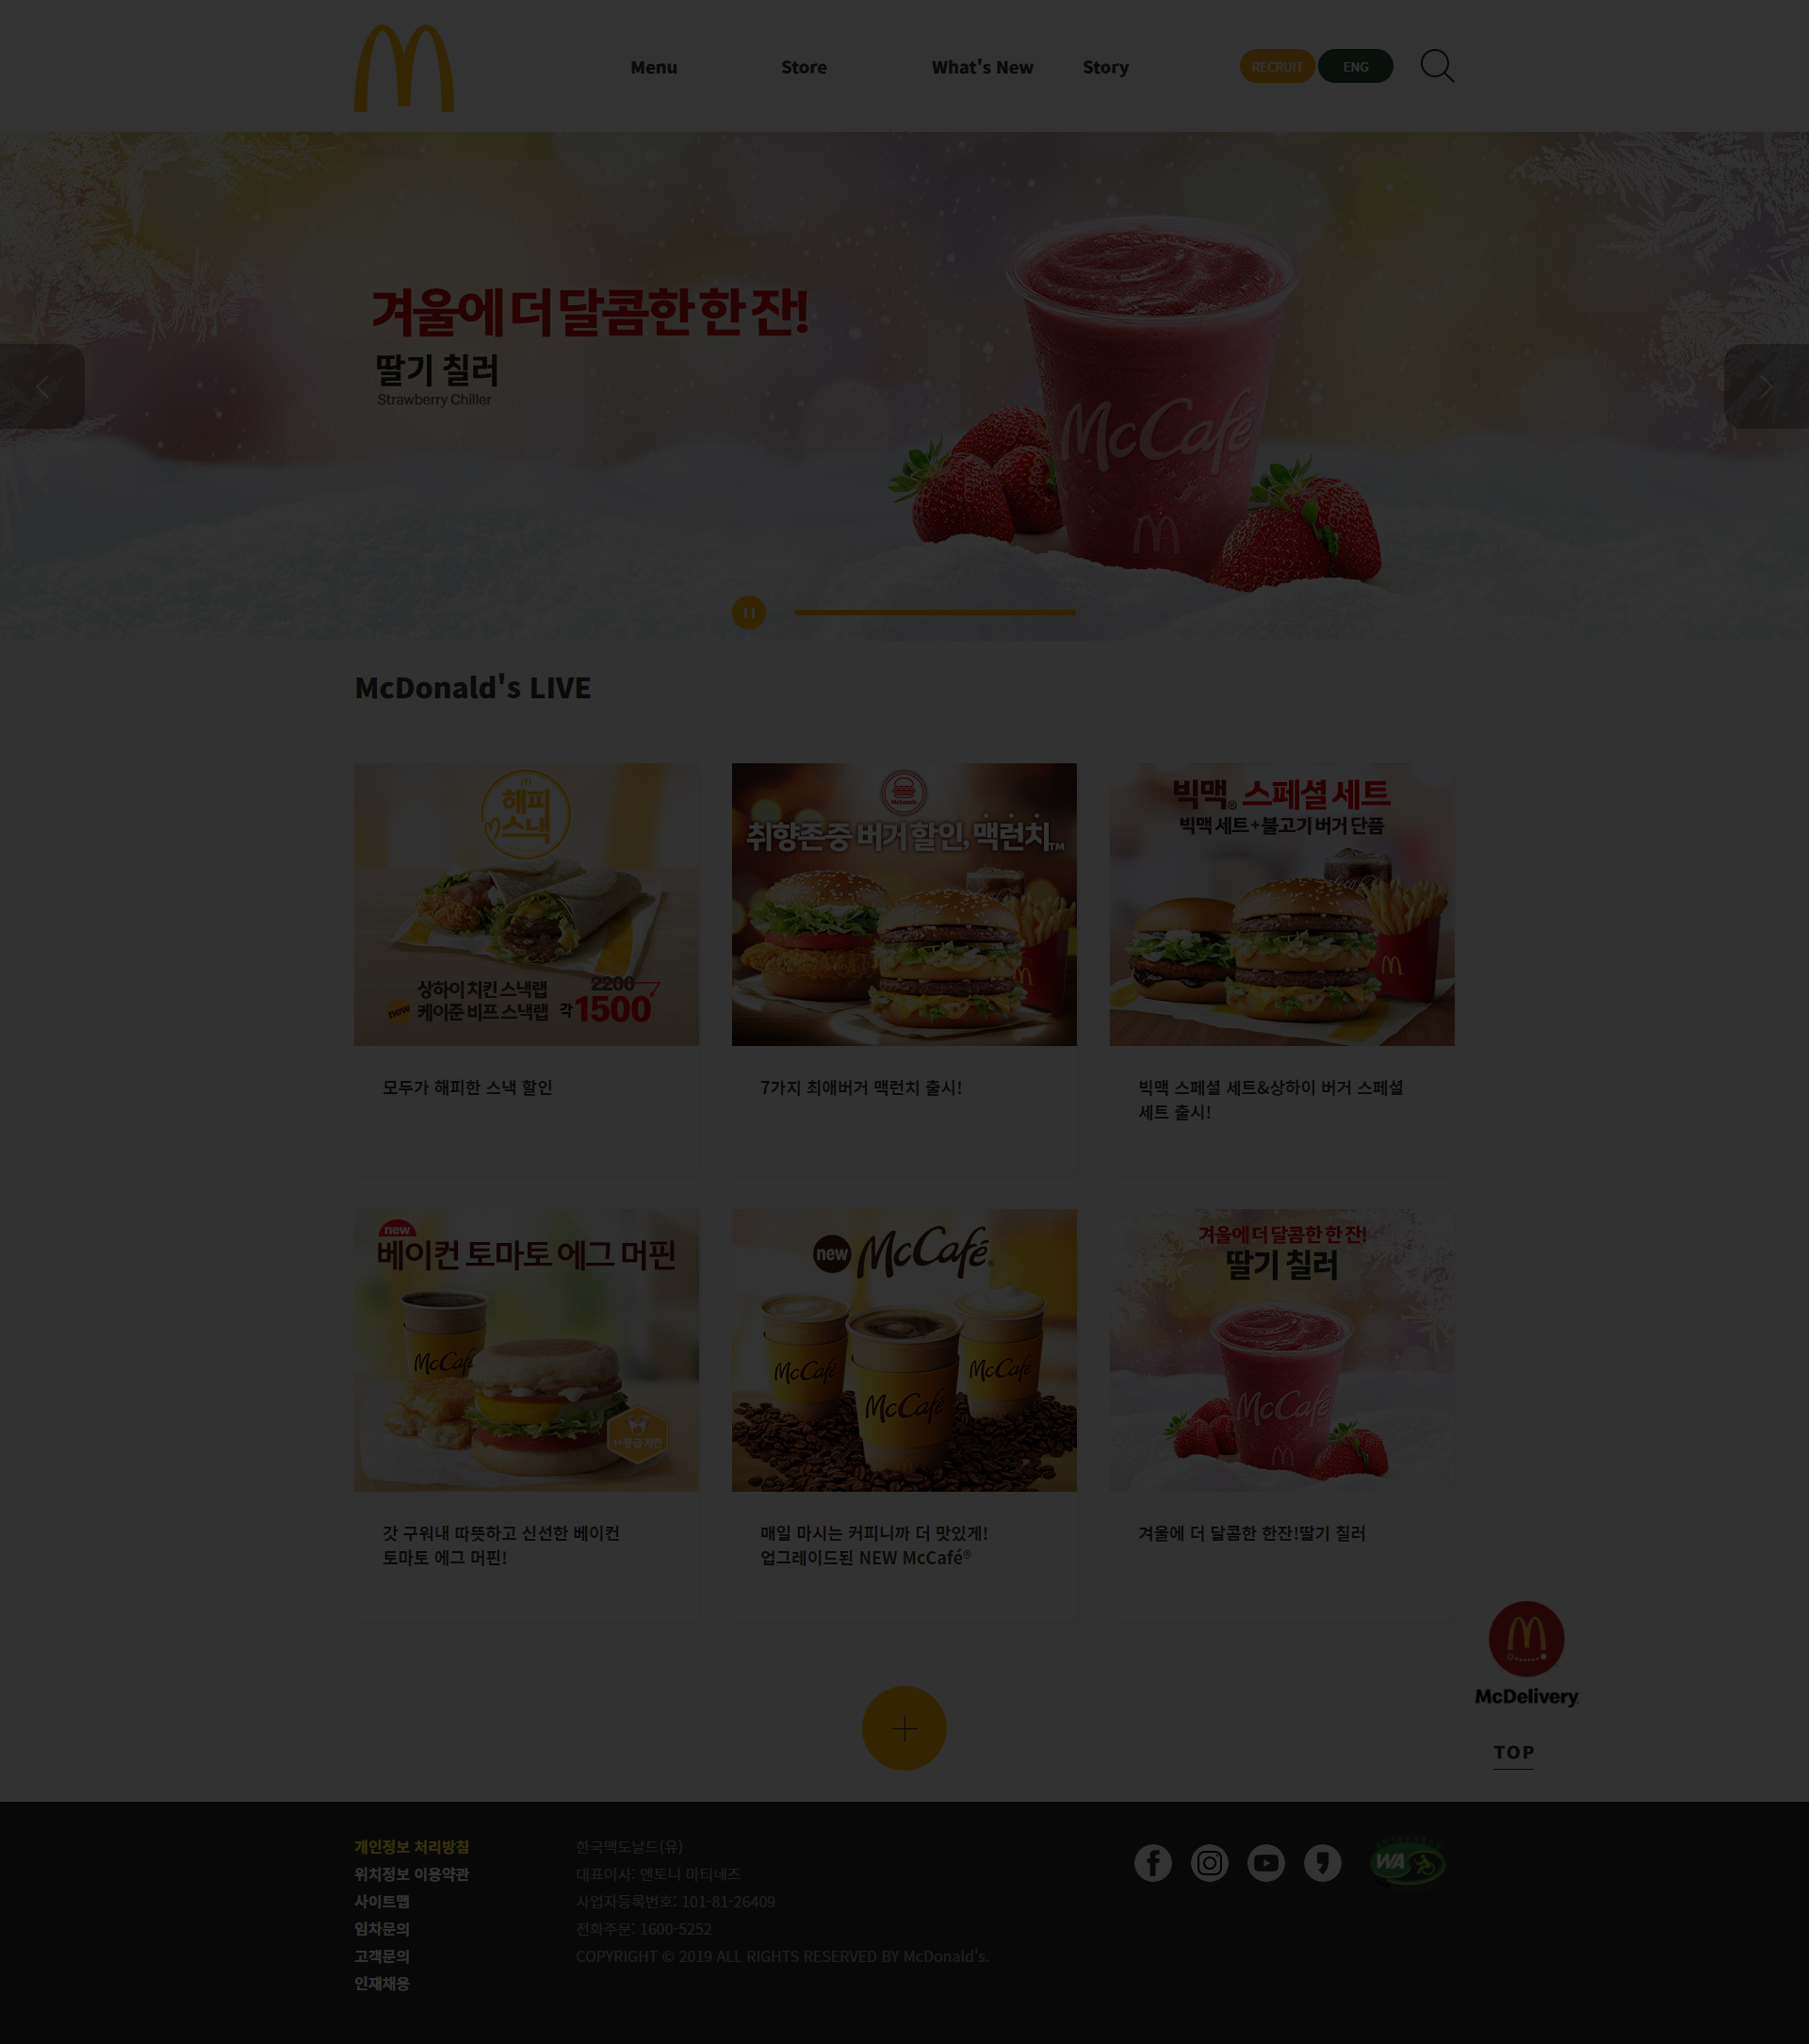 Menu
Store
What's New
Story
RECRUIT
ENG
겨울에 더 달콤한 한 잔!
딸기 칠러
Strawberry Chiller
McCafé
McDonald's LIVE
해피
스낵
상하이 치킨 스낵랩
new 케이준 비프 스낵랩
각
2200
1500
모두가 해피한 스낵 할인
McLunch
취향존중 버거 할인, 맥런치™
7가지 최애버거 맥런치 출시!
빅맥® 스페셜 세트
빅맥 세트+불고기 버거 단품
빅맥 스페셜 세트&상하이 버거 스페셜
세트 출시!
new
베이컨 토마토 에그 머핀
McCafé
1+등급 계란
갓 구워내 따뜻하고 신선한 베이컨
토마토 에그 머핀!
new McCafé®
McCafé
McCafé
McCafé
매일 마시는 커피니까 더 맛있게!
업그레이드된 NEW McCafé®
겨울에 더 달콤한 한 잔!
딸기 칠러
McCafé
겨울에 더 달콤한 한잔!딸기 칠러
McDelivery
TOP
개인정보 처리방침
위치정보 이용약관
사이트맵
임차문의
고객문의
인재채용
한국맥도날드(유)
대표이사: 앤토니 마티네즈
사업자등록번호: 101-81-26409
전화주문: 1600-5252
COPYRIGHT © 2019 ALL RIGHTS RESERVED BY McDonald's.
WA